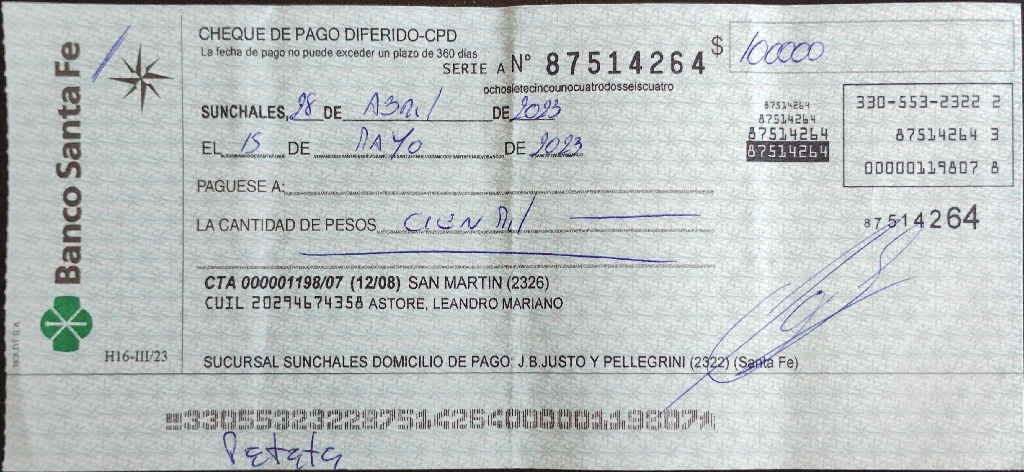 Banco Santa Fe
CHEQUE DE PAGO DIFERIDO-CPD
La fecha de pago no puede exceder un plazo de 360 días
SERIE A N° 87514264 $ 100000
ochosietecincounocuatrodosseiscuatro
SUNCHALES, 28 DE ABRIL DE 2023
EL 15 DE MAYO DE 2023
87514264
87514264
87514264
87514264
330-553-2322 2
87514264 3
00000119807 8
PAGUESE A:
LA CANTIDAD DE PESOS CIEN MIL
87514264
CTA 000001198/07 (12/08) SAN MARTIN (2326)
CUIL 20294674358 ASTORE, LEANDRO MARIANO
H16-III/23
SUCURSAL SUNCHALES DOMICILIO DE PAGO: J.B.JUSTO Y PELLEGRINI (2322) (Santa Fe)